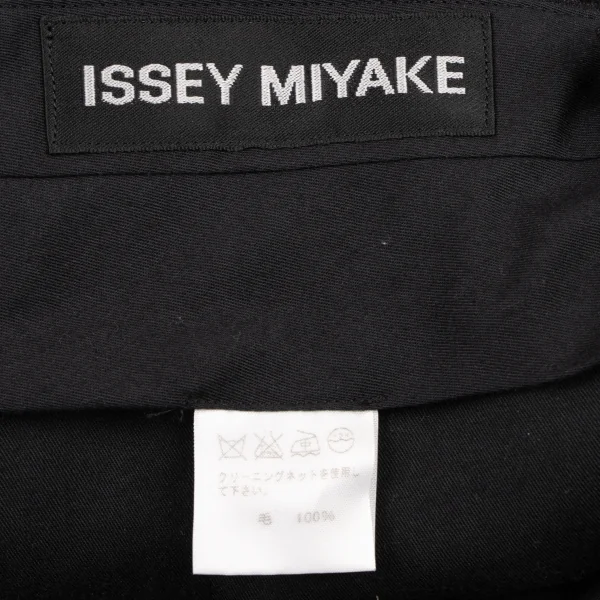 ISSEY MIYAKE
中
クリーニングネットを使用し
て下さい。
毛 100%